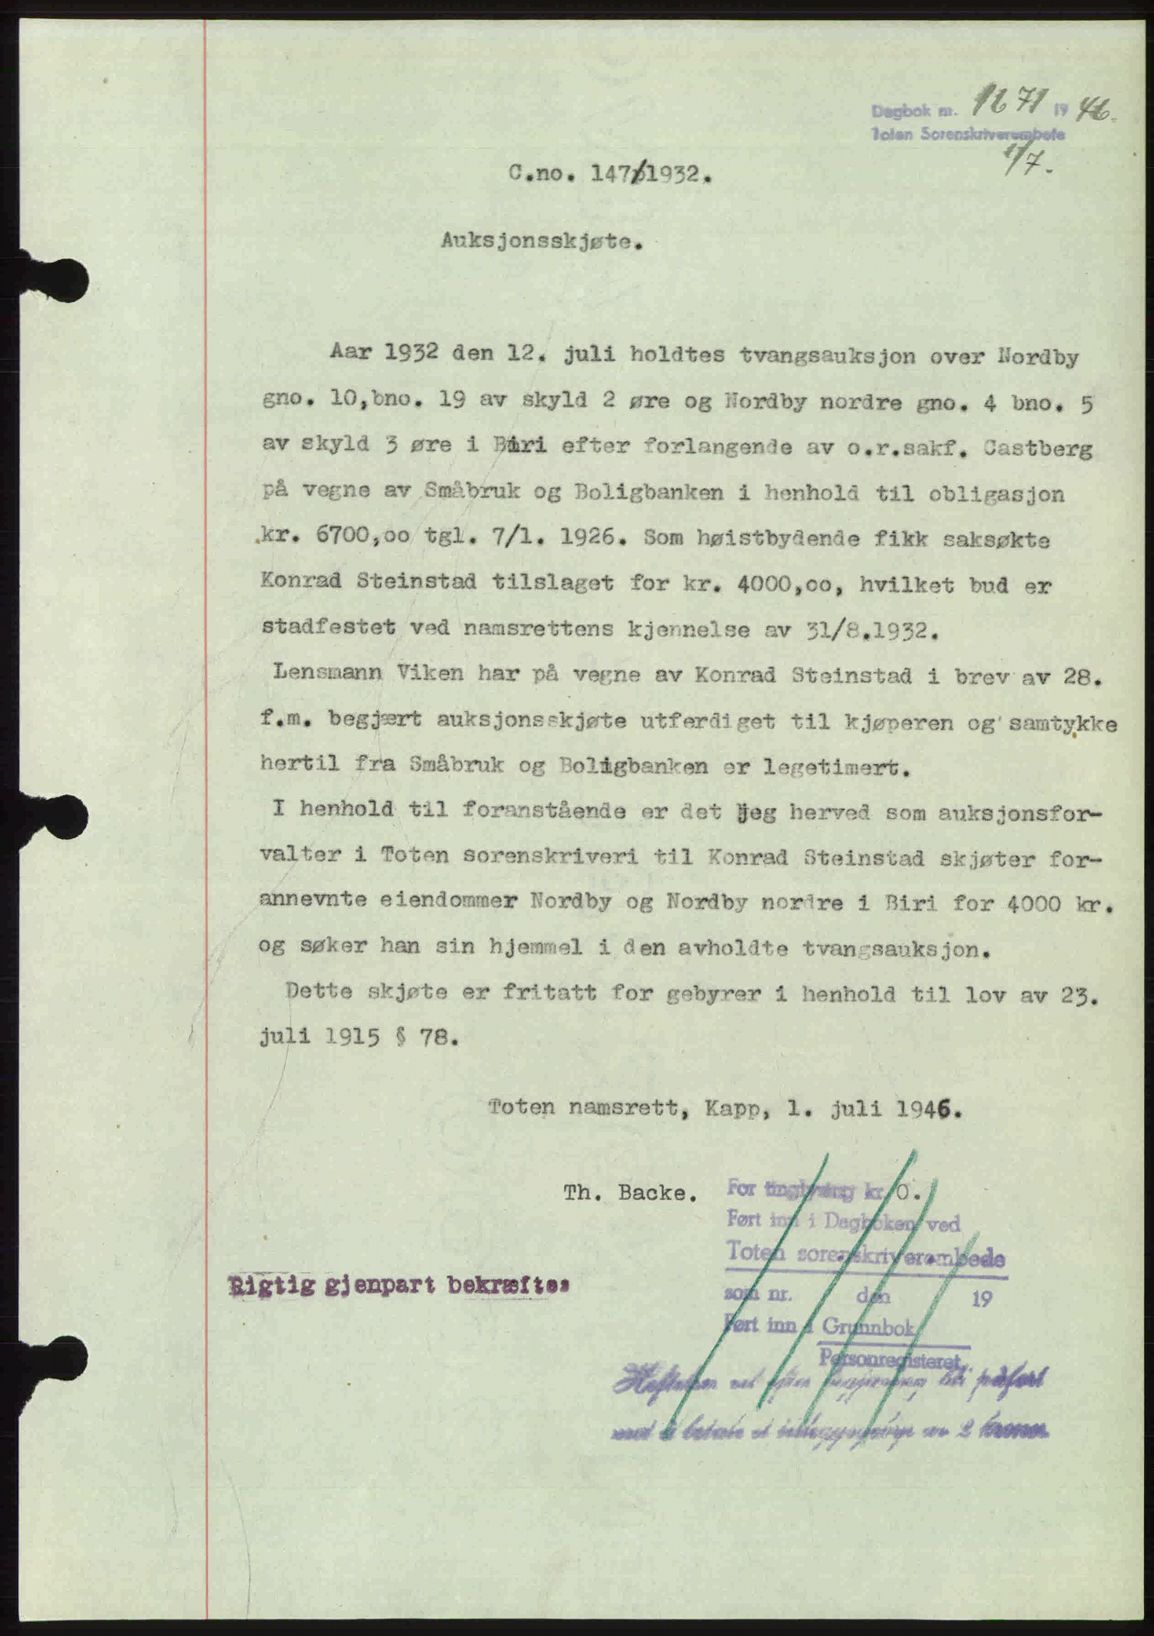 Dagbok nr. 1271 1946.
Toten Sorenskriverembete
1/7.
C.no. 147/1932.
Auksjonsskjøte.
Aar 1932 den 12. juli holdtes tvangsauksjon over Nordby
gno. 10,bno. 19 av skyld 2 øre og Nordby nordre gno. 4 bno. 5
av skyld 3 øre i Biri efter forlangende av o.r.sakf. Castberg
på vegne av Småbruk og Boligbanken i henhold til obligasjon
kr. 6700,oo tgl. 7/1. 1926. Som høistbydende fikk saksøkte
Konrad Steinstad tilslaget for kr. 4000,oo, hvilket bud er
stadfestet ved namsrettens kjennelse av 31/8.1932.
Lensmann Viken har på vegne av Konrad Steinstad i brev av 28.
f.m. begjært auksjonsskjøte utferdiget til kjøperen og samtykke
hertil fra Småbruk og Boligbanken er legetimert.
I henhold til foranstående er det jeg herved som auksjonsfor-
valter i Toten sorenskriveri til Konrad Steinstad skjøter for-
annevnte eiendommer Nordby og Nordby nordre i Biri for 4000 kr.
og søker han sin hjemmel i den avholdte tvangsauksjon.
Dette skjøte er fritatt for gebyrer i henhold til lov av 23.
juli 1915 § 78.
Toten namsrett, Kapp, 1. juli 1946.
Th. Backe.
For tinglysing kr. 0.
Ført inn i Dagboken ved
Toten sorenskriverembede
Rigtig gjenpart bekræftes
som nr. den 19
Ført inn i Grunnbok
Personregisteret
påført
med å betale et 2 kroner